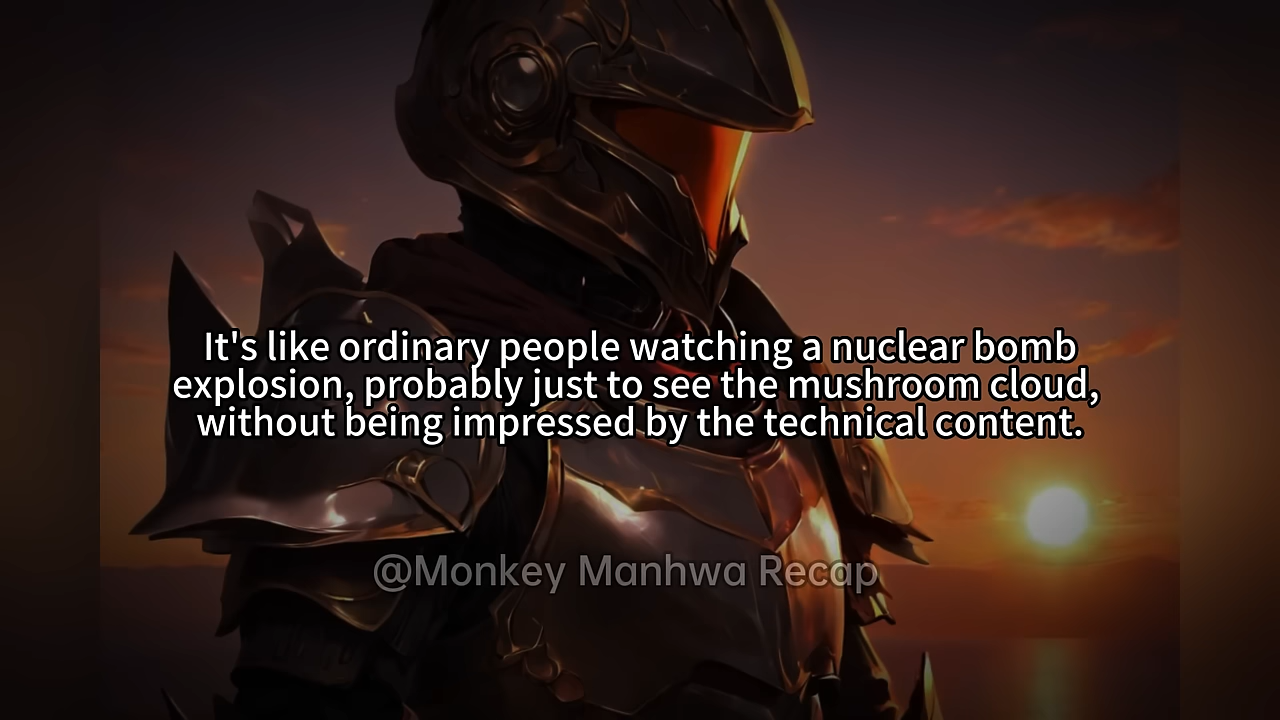 It's like ordinary people watching a nuclear bomb
explosion, probably just to see the mushroom cloud,
without being impressed by the technical content.
@Monkey Manhwa Recap